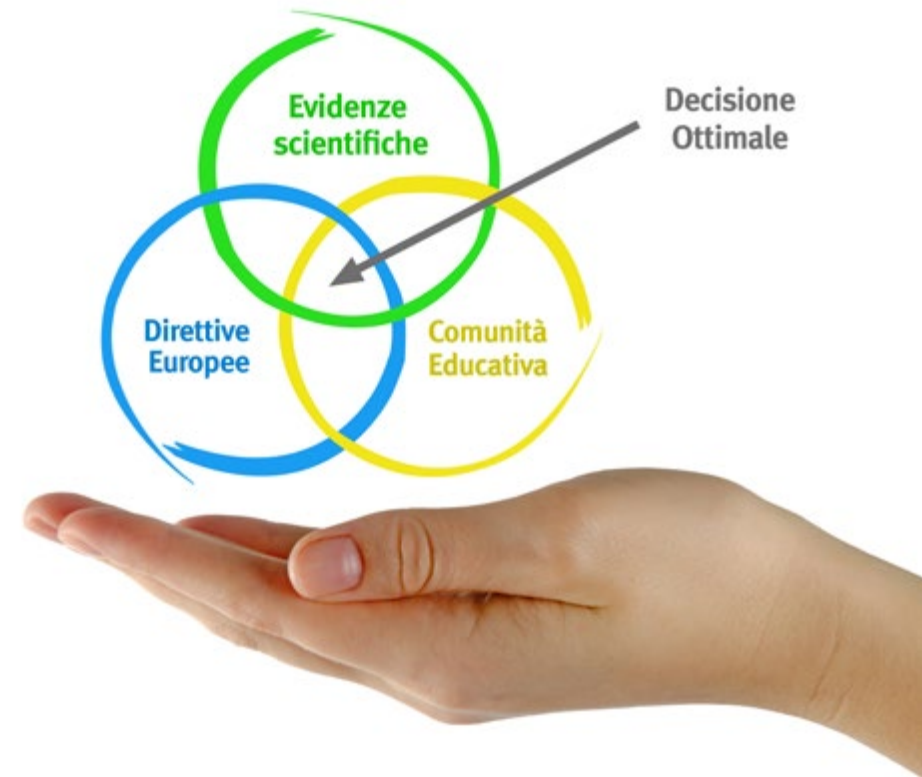 Evidenze
scientifiche
Decisione
Ottimale
Direttive
Europee
Comunità
Educativa